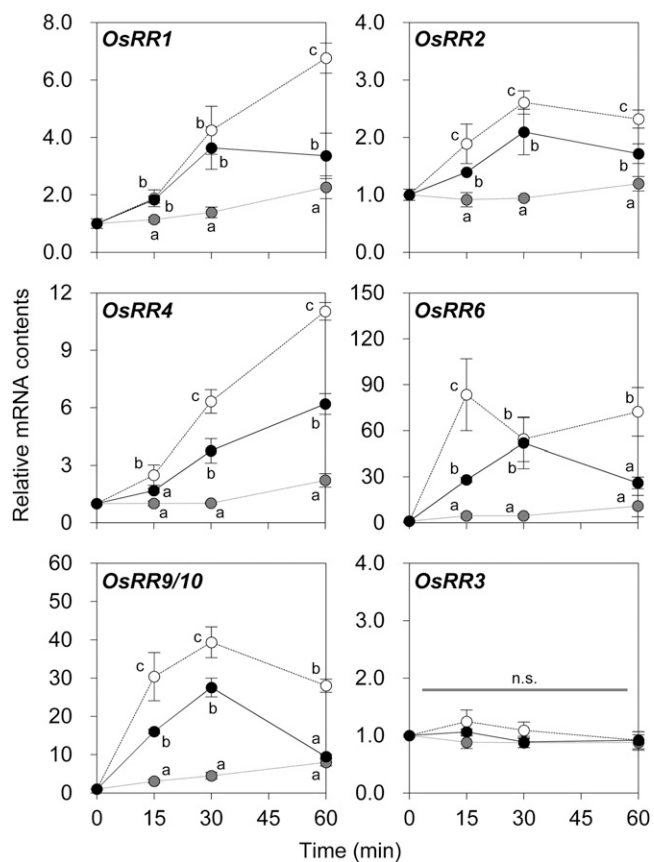 OsRR1
8.0
6.0
4.0
2.0
0.0
b
b
b
b
c
b
a
a
a
OsRR2
4.0
3.0
2.0
1.0
0.0
c
b
c
b
c
b
a
a
a
Relative mRNA contents
OsRR4
12
9
6
3
0
b
a
a
c
b
a
c
b
a
OsRR6
150
120
90
60
30
0
c
b
a
b
b
a
b
a
a
OsRR9/10
60
50
40
30
20
10
0
c
b
a
c
b
a
b
a
a
OsRR3
4.0
3.0
2.0
1.0
0.0
n.s.
0 15 30 45 60
0 15 30 45 60
Time (min)